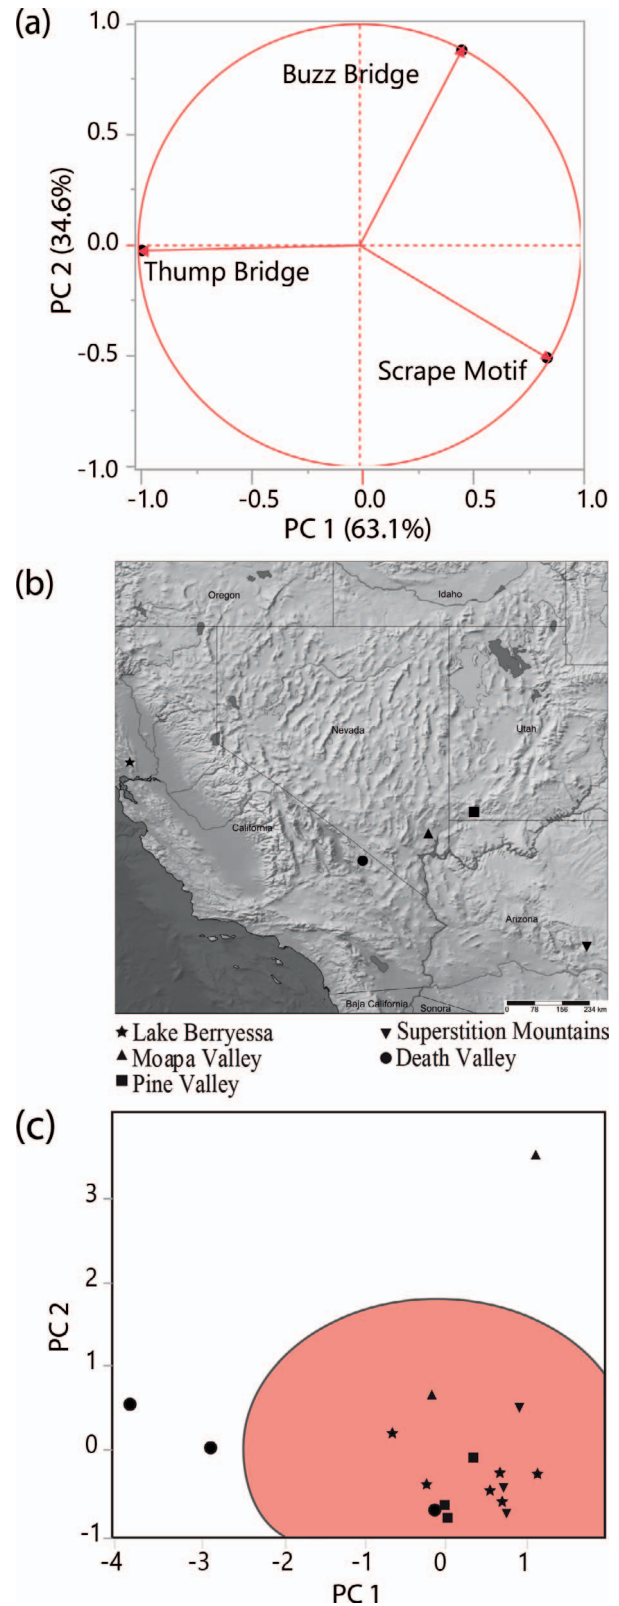 (a)
1.0
0.5
0.0
-0.5
-1.0
PC 2 (34.6%)
Buzz Bridge
Thump Bridge
Scrape Motif
-1.0 -0.5 0.0 0.5 1.0
PC 1 (63.1%)
(b)
Oregon
Idaho
Nevada
Utah
California
Arizona
Baja California
Sonora
0 78 156 234 km
Lake Berryessa
Superstition Mountains
Moapa Valley
Death Valley
Pine Valley
(c)
3
2
1
0
-1
PC 2
-4 -3 -2 -1 0 1
PC 1